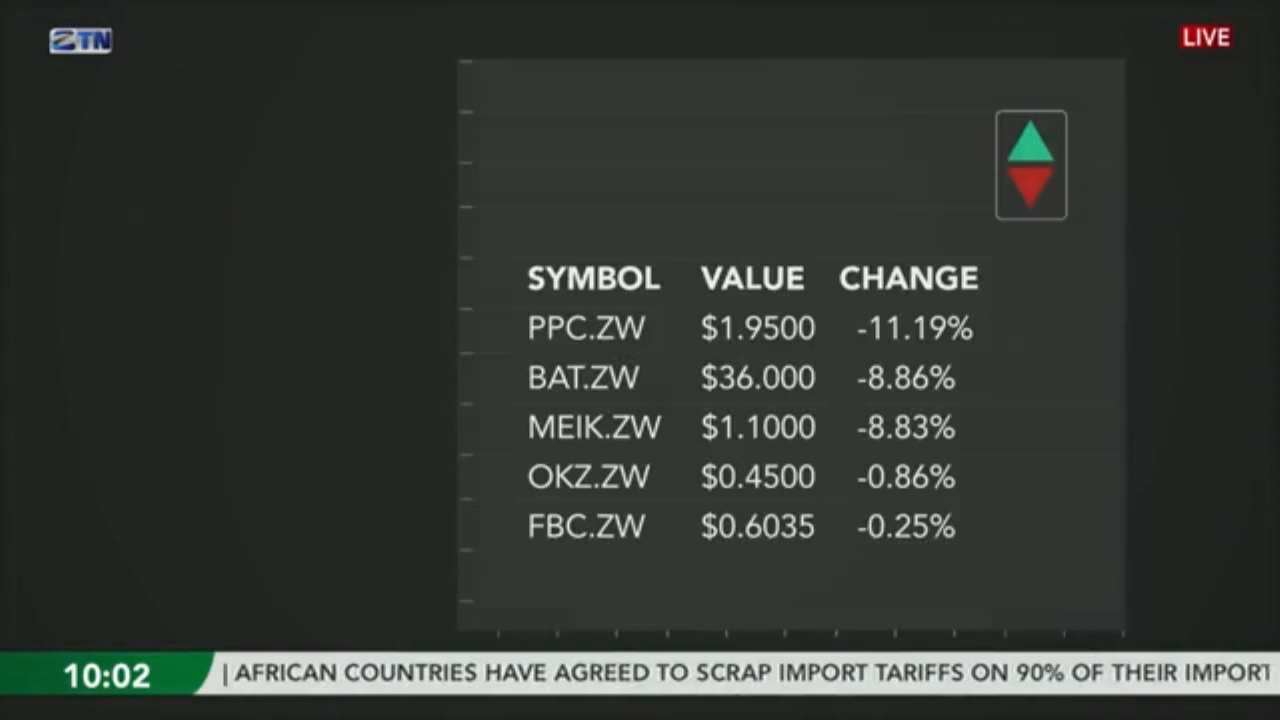 ZTN
LIVE
SYMBOL VALUE CHANGE
PPC.ZW $1.9500 -11.19%
BAT.ZW $36.000 -8.86%
MEIK.ZW $1.1000 -8.83%
OKZ.ZW $0.4500 -0.86%
FBC.ZW $0.6035 -0.25%
10:02 | AFRICAN COUNTRIES HAVE AGREED TO SCRAP IMPORT TARIFFS ON 90% OF THEIR IMPORT